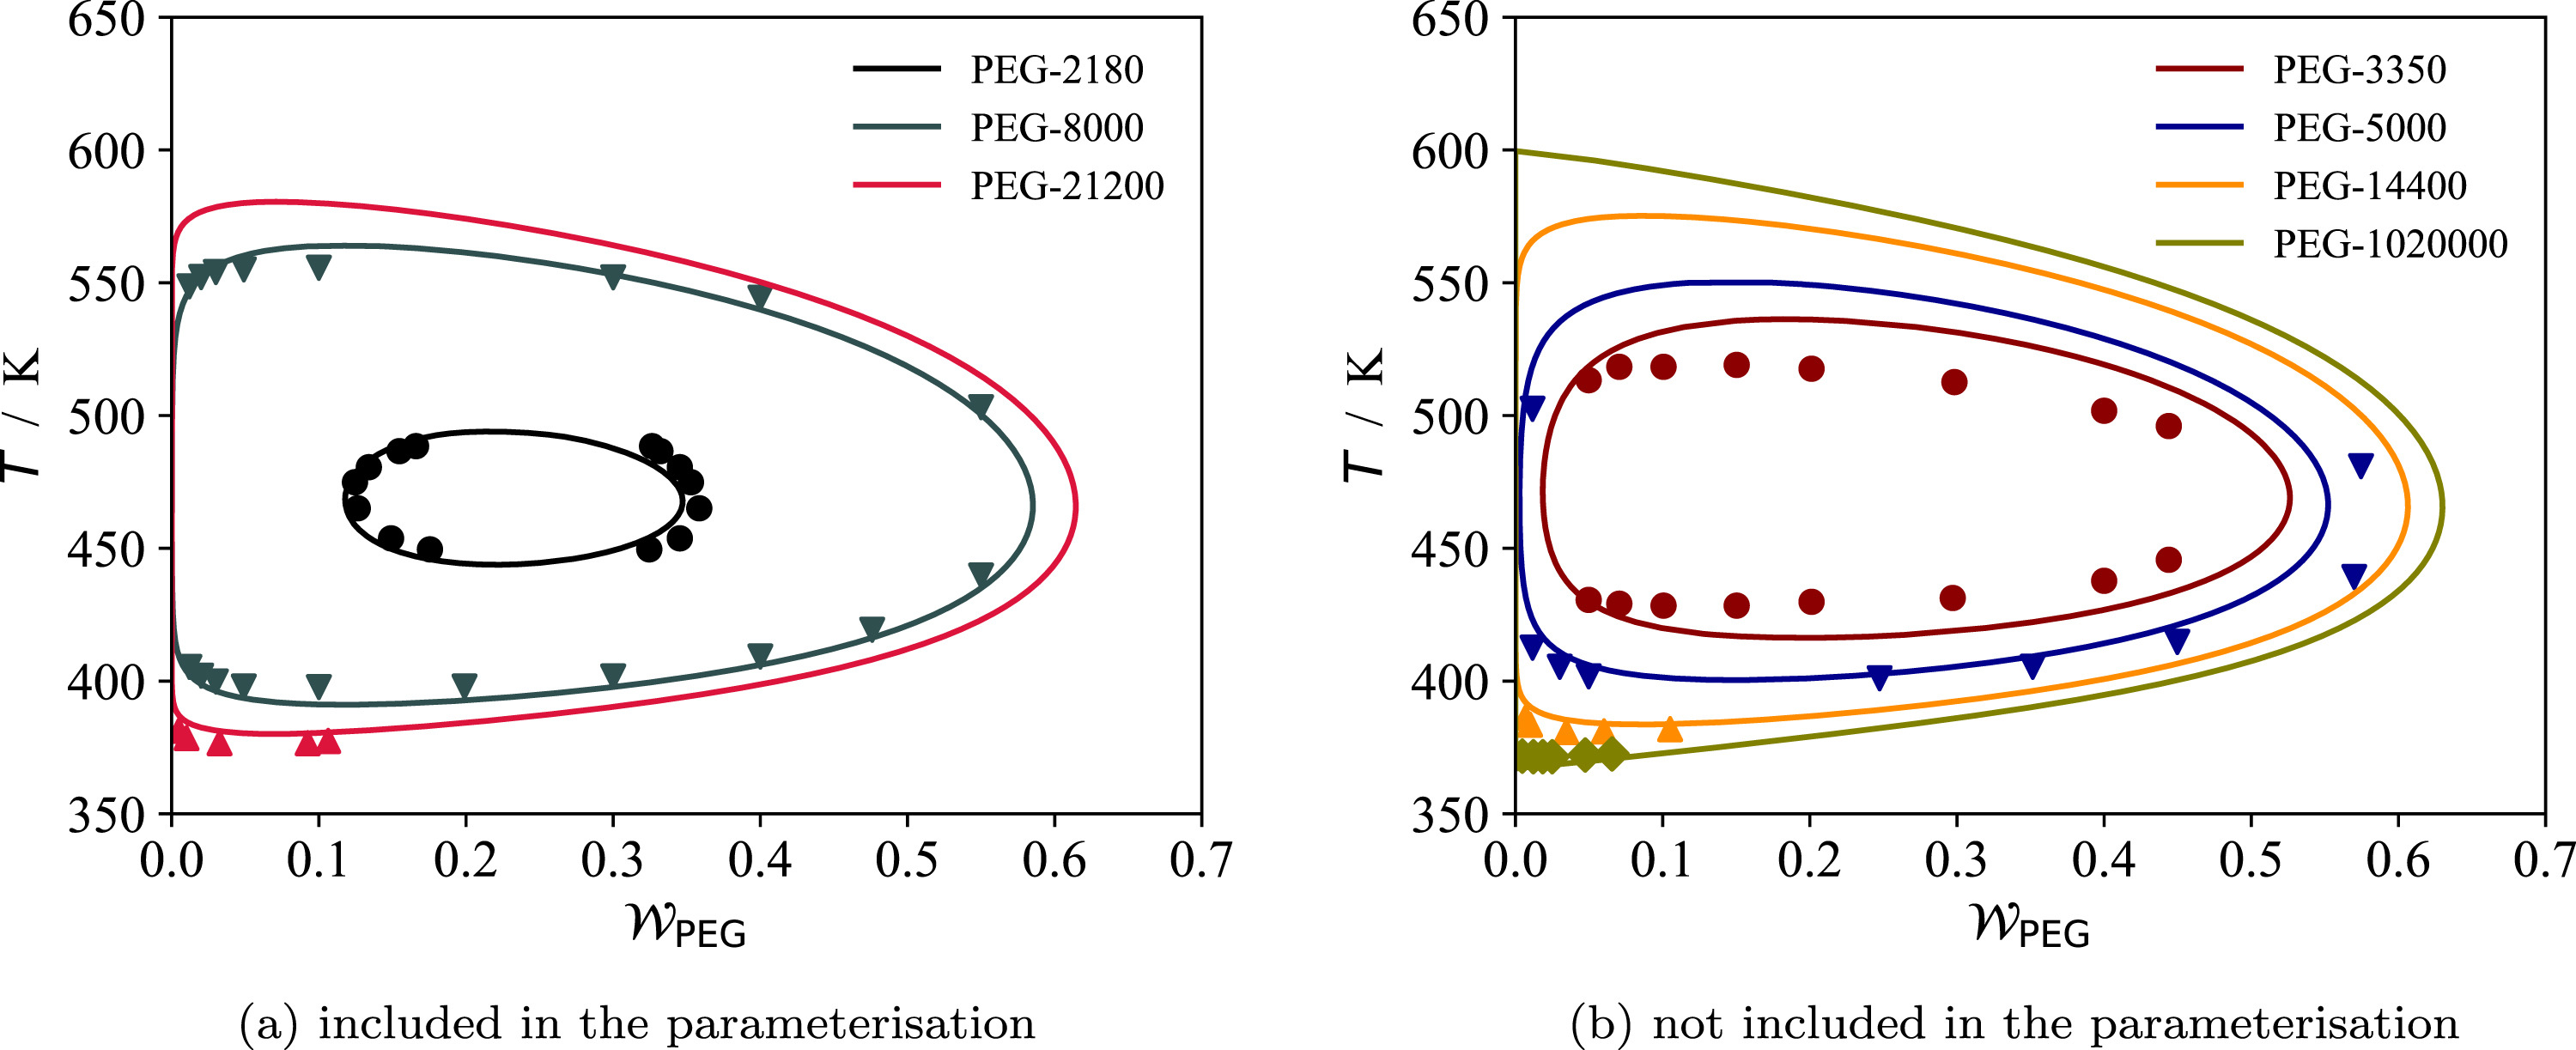 650
600
550
500
450
400
350
T / K
0.0 0.1 0.2 0.3 0.4 0.5 0.6 0.7
𝒲PEG
PEG-2180
PEG-8000
PEG-21200
(a) included in the parameterisation
650
600
550
500
450
400
350
T / K
0.0 0.1 0.2 0.3 0.4 0.5 0.6 0.7
𝒲PEG
PEG-3350
PEG-5000
PEG-14400
PEG-1020000
(b) not included in the parameterisation